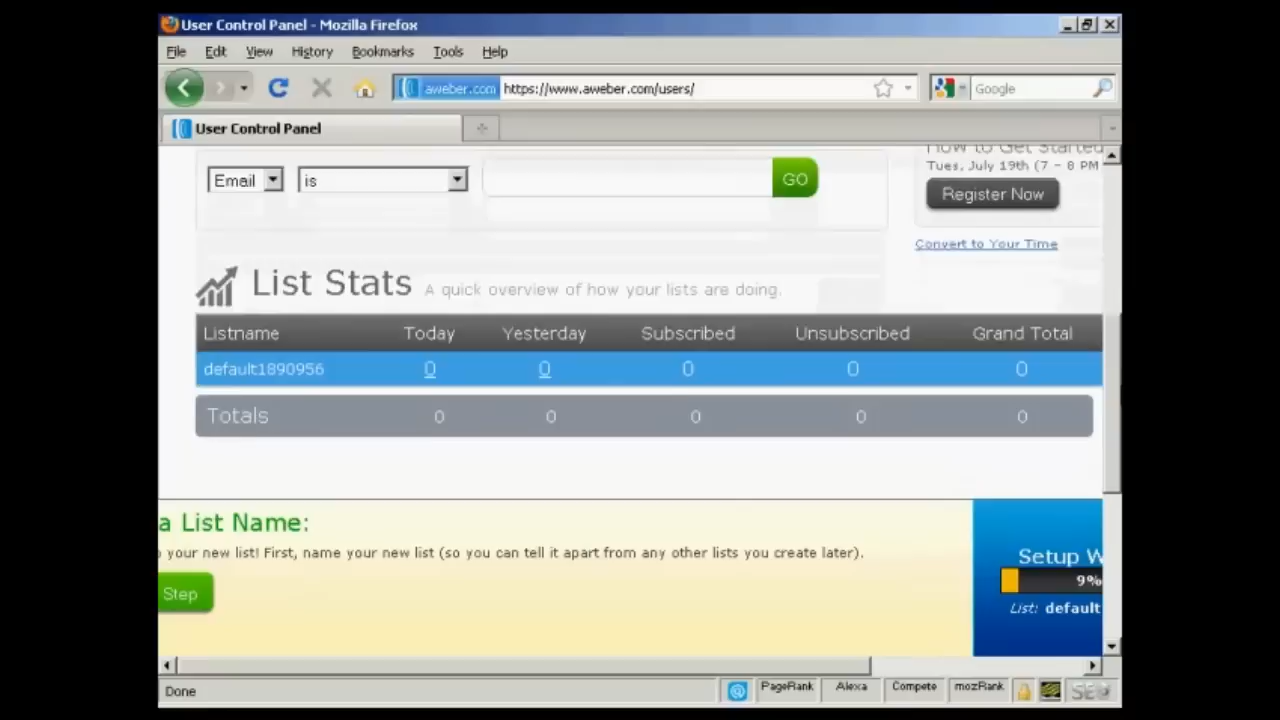 User Control Panel - Mozilla Firefox
File Edit View History Bookmarks Tools Help
aweber.com https://www.aweber.com/users/ Google
User Control Panel
How to Get Started
Tues, July 19th (7 - 8 PM
Email is GO Register Now
Convert to Your Time
List Stats A quick overview of how your lists are doing.
Listname Today Yesterday Subscribed Unsubscribed Grand Total
default1890956 0 0 0 0 0
Totals 0 0 0 0 0
a List Name:
your new list! First, name your new list (so you can tell it apart from any other lists you create later).
Step
Setup W
9%
List: default
Done PageRank Alexa Compete mozRank SE